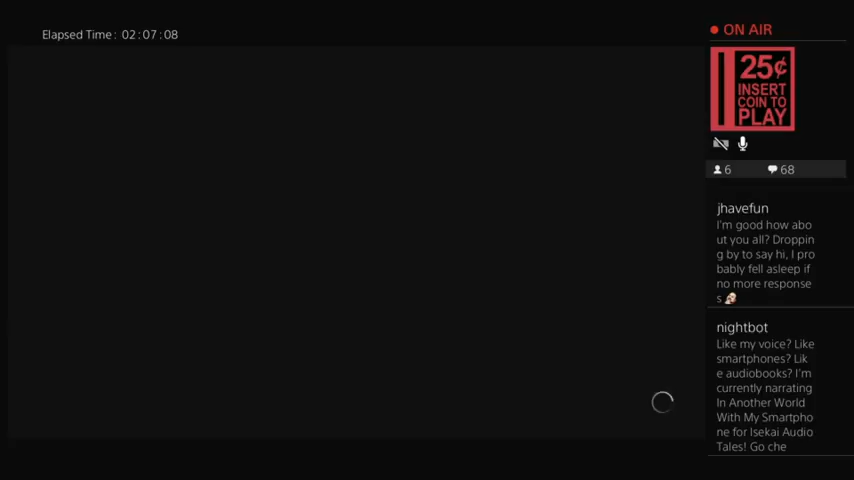 Elapsed Time: 02:07:08
ON AIR
25¢
INSERT
COIN TO
PLAY
6
68
jhavefun
I'm good how abo
ut you all? Droppin
g by to say hi, I pro
bably fell asleep if
no more response
s
nightbot
Like my voice? Like
smartphones? Lik
e audiobooks? I'm
currently narrating
In Another World
With My Smartpho
ne for Isekai Audio
Tales! Go che